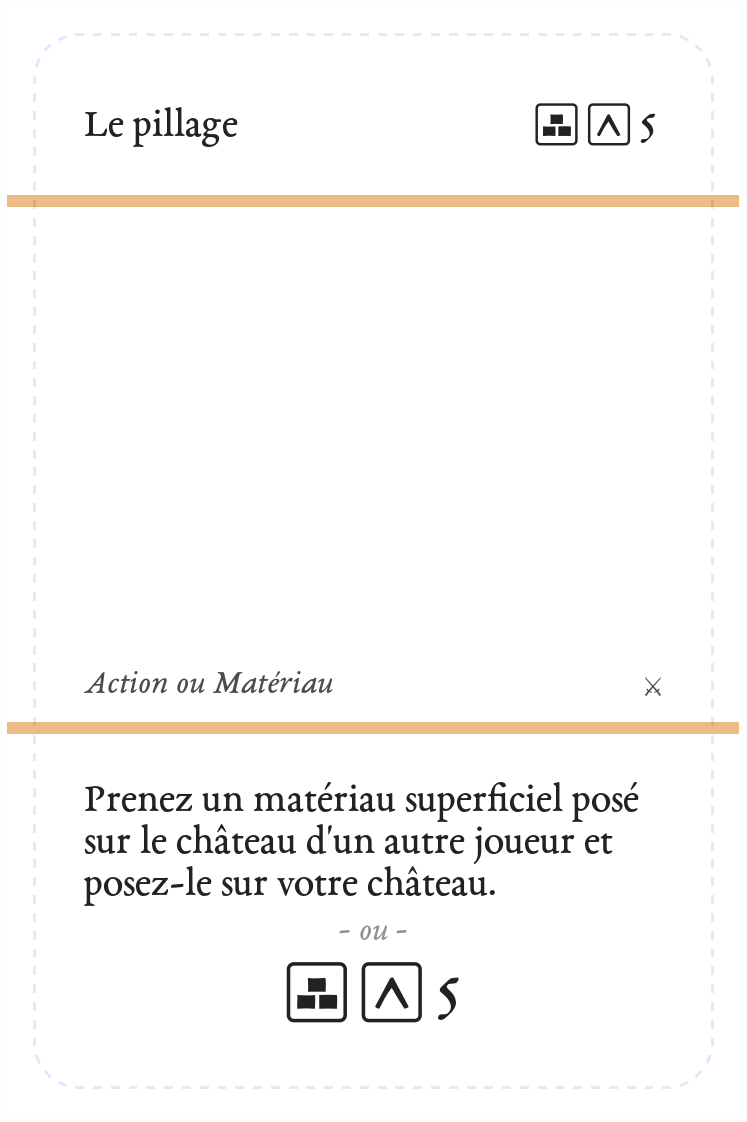 Le pillage 5
Action ou Matériau ⚔
Prenez un matériau superficiel posé
sur le château d'un autre joueur et
posez-le sur votre château.
- ou -
5